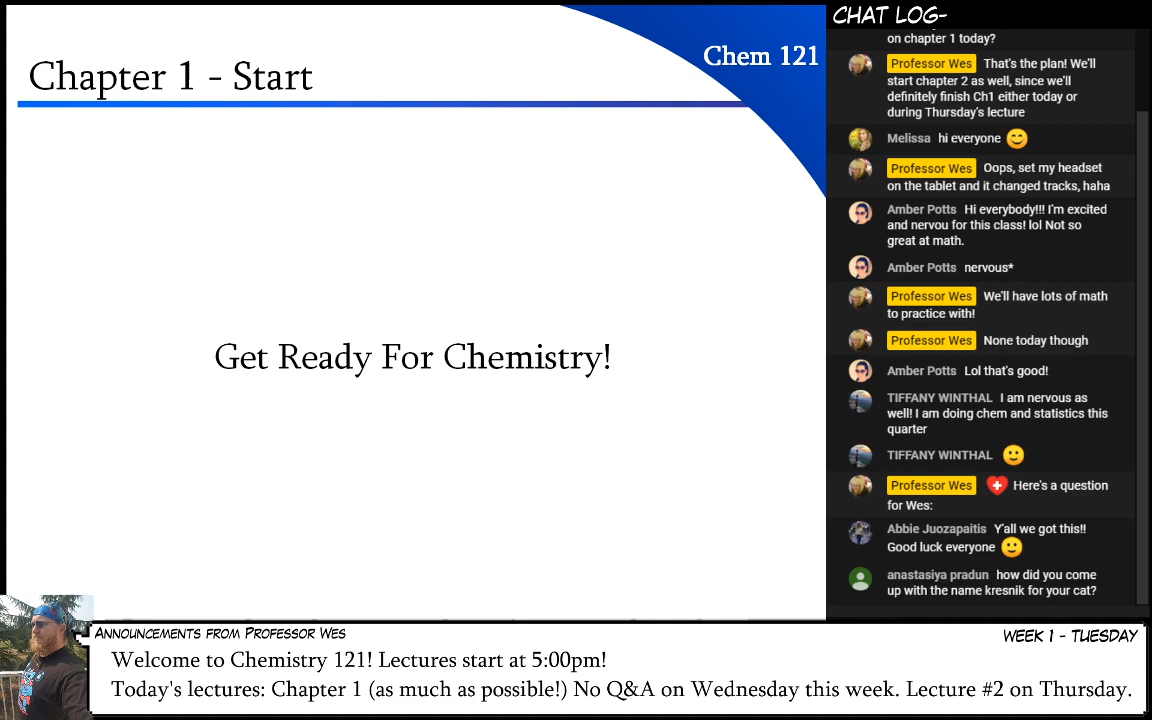 Chapter 1 - Start
Chem 121
Get Ready For Chemistry!
CHAT LOG-
on chapter 1 today?
Professor Wes That's the plan! We'll
start chapter 2 as well, since we'll
definitely finish Ch1 either today or
during Thursday's lecture
Melissa hi everyone
Professor Wes Oops, set my headset
on the tablet and it changed tracks, haha
Amber Potts Hi everybody!!! I'm excited
and nervou for this class! lol Not so
great at math.
Amber Potts nervous*
Professor Wes We'll have lots of math
to practice with!
Professor Wes None today though
Amber Potts Lol that's good!
TIFFANY WINTHAL I am nervous as
well! I am doing chem and statistics this
quarter
TIFFANY WINTHAL
Professor Wes Here's a question
for Wes:
Abbie Juozapaitis Y'all we got this!!
Good luck everyone
anastasiya pradun how did you come
up with the name kresnik for your cat?
ANNOUNCEMENTS FROM PROFESSOR WES
WEEK 1 - TUESDAY
Welcome to Chemistry 121! Lectures start at 5:00pm!
Today's lectures: Chapter 1 (as much as possible!) No Q&A on Wednesday this week. Lecture #2 on Thursday.